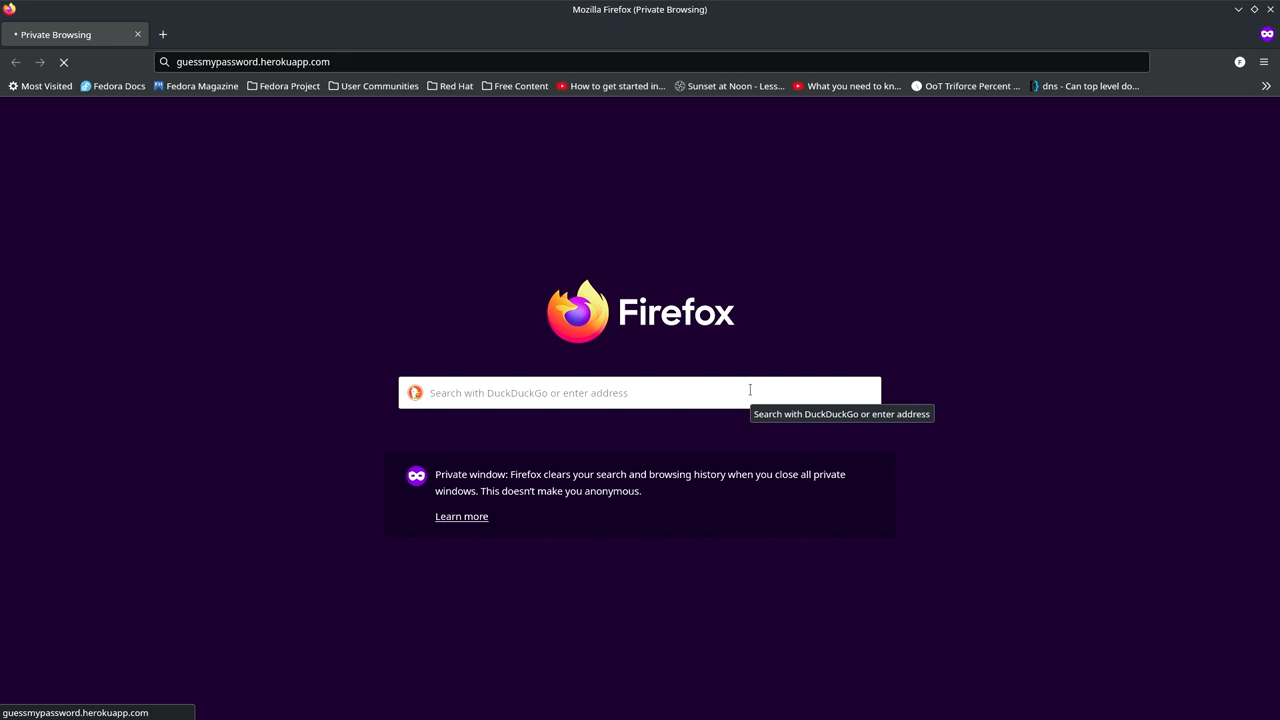 Mozilla Firefox (Private Browsing)
Private Browsing
guessmypassword.herokuapp.com
F
Most Visited Fedora Docs Fedora Magazine Fedora Project User Communities Red Hat Free Content How to get started in... Sunset at Noon - Less... What you need to kn... OoT Triforce Percent ... dns - Can top level do...
Firefox
Search with DuckDuckGo or enter address
Search with DuckDuckGo or enter address
Private window: Firefox clears your search and browsing history when you close all private
windows. This doesn't make you anonymous.
Learn more
guessmypassword.herokuapp.com